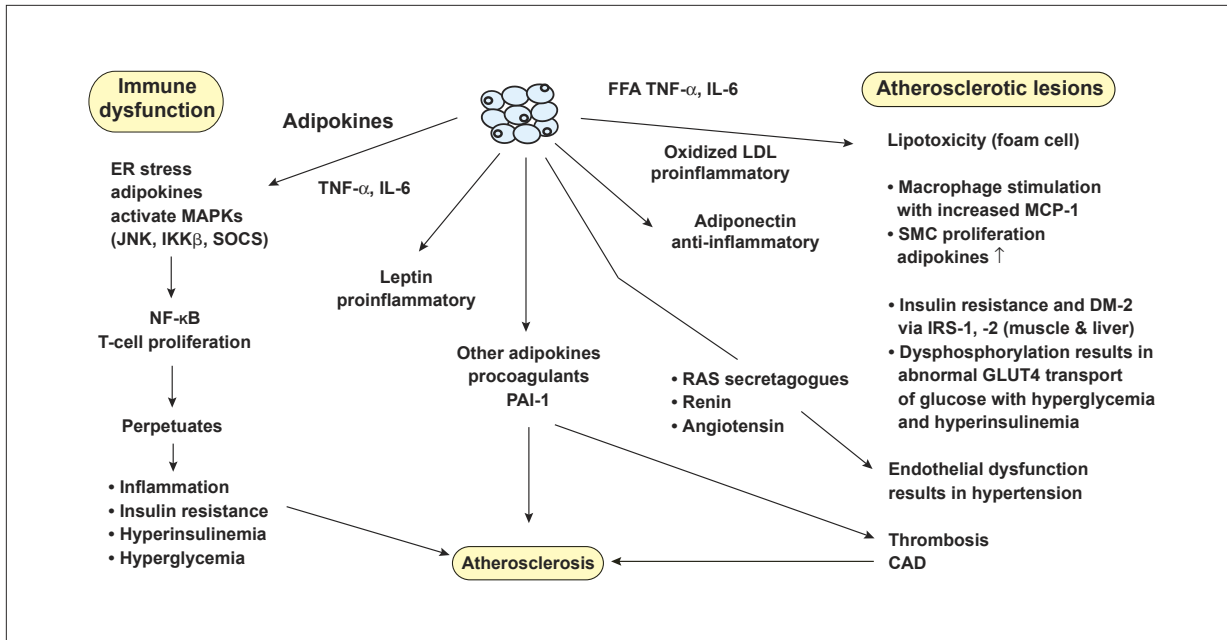 Immune
dysfunction
Adipokines
FFA TNF-α, IL-6
Atherosclerotic lesions
ER stress
adipokines
activate MAPKs
(JNK, IKKβ, SOCS)
TNF-α, IL-6
Oxidized LDL
proinflammatory
Lipotoxicity (foam cell)
• Macrophage stimulation
with increased MCP-1
• SMC proliferation
adipokines ↑
Adiponectin
anti-inflammatory
Leptin
proinflammatory
NF-κB
T-cell proliferation
• Insulin resistance and DM-2
via IRS-1, -2 (muscle & liver)
• Dysphosphorylation results in
abnormal GLUT4 transport
of glucose with hyperglycemia
and hyperinsulinemia
Other adipokines
procoagulants
PAI-1
• RAS secretagogues
• Renin
• Angiotensin
Perpetuates
• Inflammation
• Insulin resistance
• Hyperinsulinemia
• Hyperglycemia
Endothelial dysfunction
results in hypertension
Thrombosis
CAD
Atherosclerosis